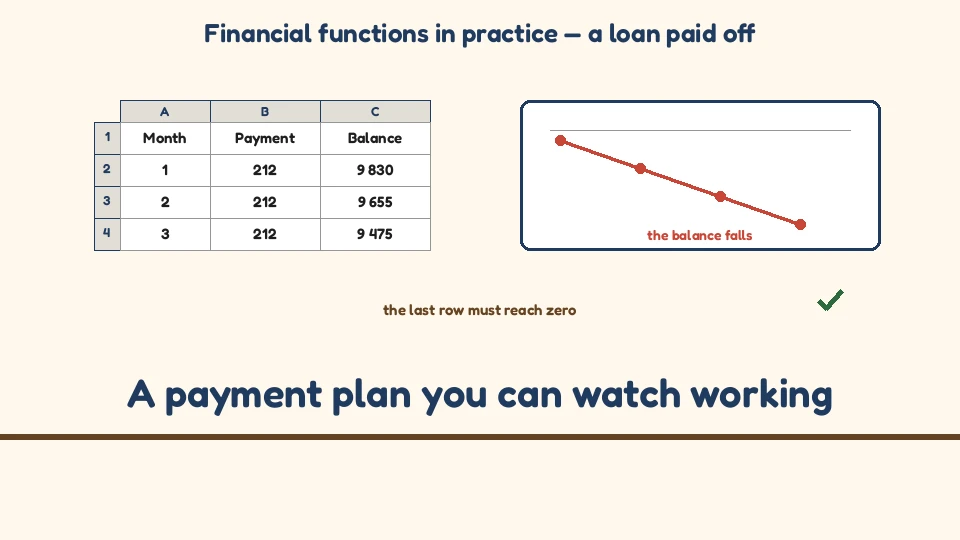 Financial functions in practice — a loan paid off
A B C
1 Month Payment Balance
2 1 212 9 830
3 2 212 9 655
4 3 212 9 475
the balance falls
the last row must reach zero
A payment plan you can watch working